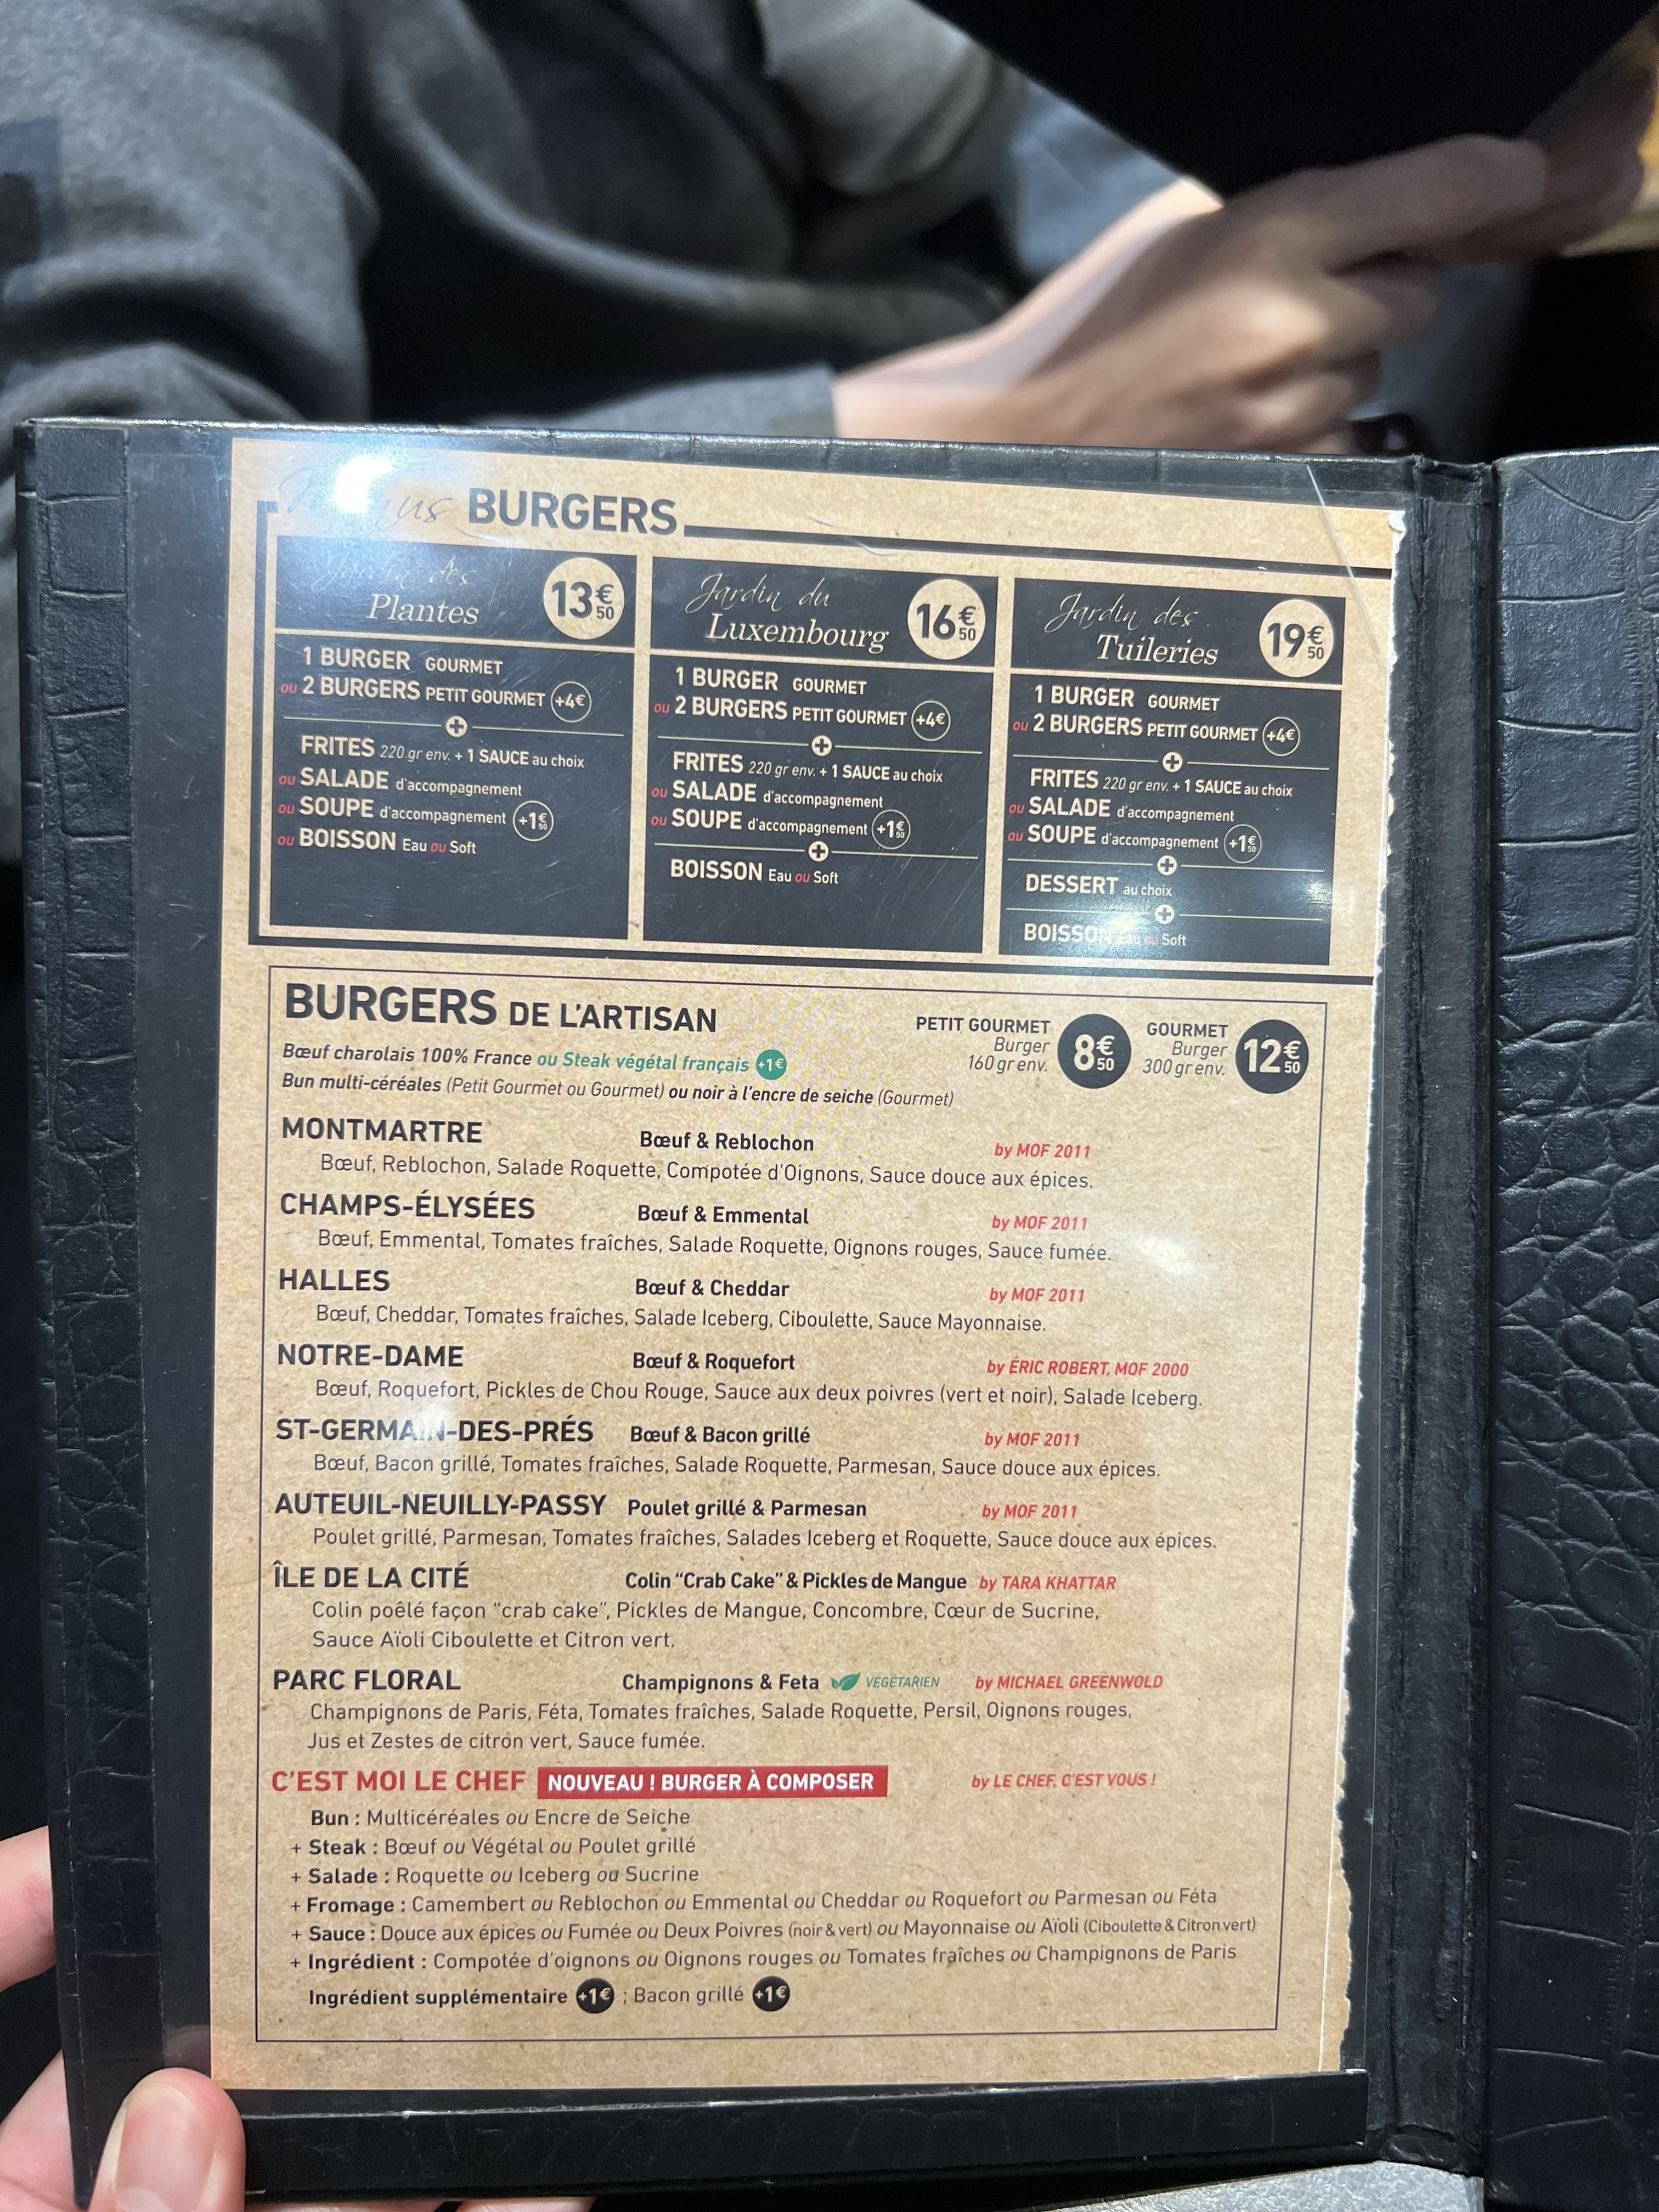 Menus BURGERS
Jardin des
Plantes
13€50
1 BURGER GOURMET
ou 2 BURGERS PETIT GOURMET +4€
+
FRITES 220 gr env. + 1 SAUCE au choix
ou SALADE d'accompagnement
ou SOUPE d'accompagnement +1€50
ou BOISSON Eau ou Soft
Jardin du
Luxembourg
16€50
1 BURGER GOURMET
ou 2 BURGERS PETIT GOURMET +4€
+
FRITES 220 gr env. + 1 SAUCE au choix
ou SALADE d'accompagnement
ou SOUPE d'accompagnement +1€50
+
BOISSON Eau ou Soft
Jardin des
Tuileries
19€50
1 BURGER GOURMET
ou 2 BURGERS PETIT GOURMET +4€
+
FRITES 220 gr env. + 1 SAUCE au choix
ou SALADE d'accompagnement
ou SOUPE d'accompagnement +1€50
+
DESSERT au choix
+
BOISSON Eau ou Soft
BURGERS DE L'ARTISAN
Bœuf charolais 100% France ou Steak végétal français +1€
Bun multi-céréales (Petit Gourmet ou Gourmet) ou noir à l'encre de seiche (Gourmet)
PETIT GOURMET
Burger
160 gr env.
8€50
GOURMET
Burger
300 gr env.
12€50
MONTMARTRE Bœuf & Reblochon by MOF 2011
Bœuf, Reblochon, Salade Roquette, Compotée d'Oignons, Sauce douce aux épices.
CHAMPS-ÉLYSÉES Bœuf & Emmental by MOF 2011
Bœuf, Emmental, Tomates fraîches, Salade Roquette, Oignons rouges, Sauce fumée.
HALLES Bœuf & Cheddar by MOF 2011
Bœuf, Cheddar, Tomates fraîches, Salade Iceberg, Ciboulette, Sauce Mayonnaise.
NOTRE-DAME Bœuf & Roquefort by ÉRIC ROBERT, MOF 2000
Bœuf, Roquefort, Pickles de Chou Rouge, Sauce aux deux poivres (vert et noir), Salade Iceberg.
ST-GERMAIN-DES-PRÉS Bœuf & Bacon grillé by MOF 2011
Bœuf, Bacon grillé, Tomates fraîches, Salade Roquette, Parmesan, Sauce douce aux épices.
AUTEUIL-NEUILLY-PASSY Poulet grillé & Parmesan by MOF 2011
Poulet grillé, Parmesan, Tomates fraîches, Salades Iceberg et Roquette, Sauce douce aux épices.
ÎLE DE LA CITÉ Colin "Crab Cake" & Pickles de Mangue by TARA KHATTAR
Colin poêlé façon "crab cake", Pickles de Mangue, Concombre, Cœur de Sucrine,
Sauce Aïoli Ciboulette et Citron vert.
PARC FLORAL Champignons & Feta VÉGÉTARIEN by MICHAEL GREENWOLD
Champignons de Paris, Féta, Tomates fraîches, Salade Roquette, Persil, Oignons rouges,
Jus et Zestes de citron vert, Sauce fumée.
C'EST MOI LE CHEF NOUVEAU ! BURGER À COMPOSER by LE CHEF, C'EST VOUS !
Bun : Multicéréales ou Encre de Seiche
+ Steak : Bœuf ou Végétal ou Poulet grillé
+ Salade : Roquette ou Iceberg ou Sucrine
+ Fromage : Camembert ou Reblochon ou Emmental ou Cheddar ou Roquefort ou Parmesan ou Féta
+ Sauce : Douce aux épices ou Fumée ou Deux Poivres (noir & vert) ou Mayonnaise ou Aïoli (Ciboulette & Citron vert)
+ Ingrédient : Compotée d'oignons ou Oignons rouges ou Tomates fraîches ou Champignons de Paris
Ingrédient supplémentaire +1€ ; Bacon grillé +1€